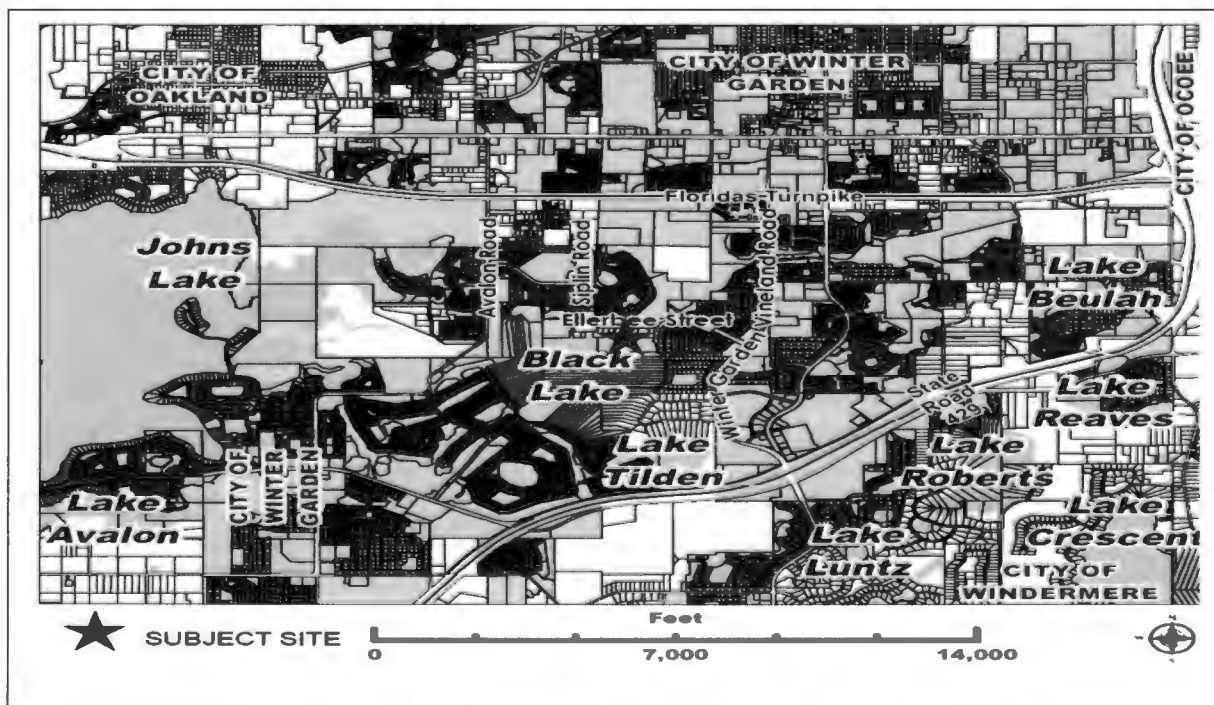 CITY OF
OAKLAND
CITY OF WINTER
GARDEN
CITY OF OCOEE
Floridas Turnpike
Johns
Lake
Avalon Road
Siplin Road
Winter Garden Vineland Road
Lake
Beulah
Ellerbee Street
Black
Lake
State
Road
429
Lake
Reaves
Lake
Tilden
Lake
Roberts
CITY OF
WINTER
GARDEN
Lake
Avalon
Lake
Crescent
Lake
Luntz
CITY OF
WINDERMERE
SUBJECT SITE
Feet
0
7,000
14,000